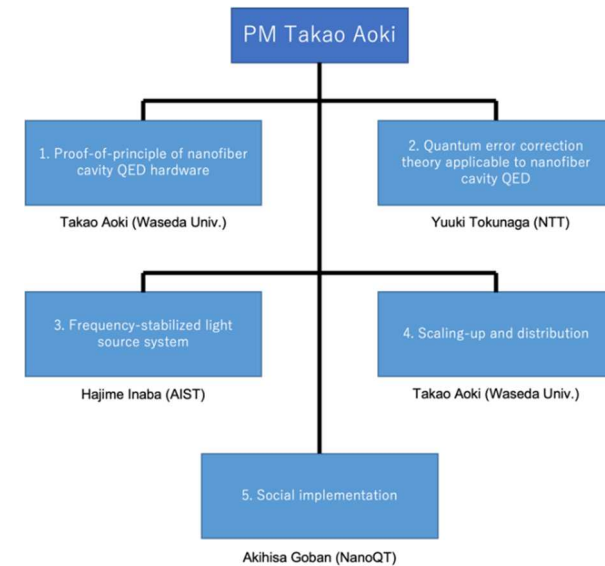 PM Takao Aoki
1. Proof-of-principle of nanofiber
cavity QED hardware
Takao Aoki (Waseda Univ.)
2. Quantum error correction
theory applicable to nanofiber
cavity QED
Yuuki Tokunaga (NTT)
3. Frequency-stabilized light
source system
Hajime Inaba (AIST)
4. Scaling-up and distribution
Takao Aoki (Waseda Univ.)
5. Social implementation
Akihisa Goban (NanoQT)